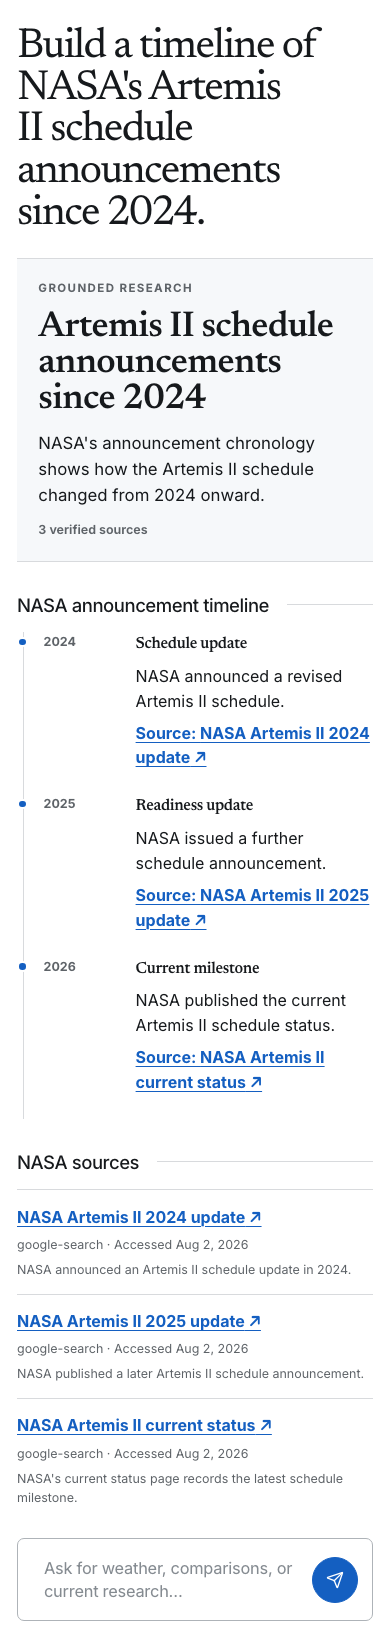 Build a timeline of
NASA's Artemis
II schedule
announcements
since 2024.
GROUNDED RESEARCH
Artemis II schedule
announcements
since 2024
NASA's announcement chronology
shows how the Artemis II schedule
changed from 2024 onward.
3 verified sources
NASA announcement timeline
2024
Schedule update
NASA announced a revised
Artemis II schedule.
Source: NASA Artemis II 2024
update ↗
2025
Readiness update
NASA issued a further
schedule announcement.
Source: NASA Artemis II 2025
update ↗
2026
Current milestone
NASA published the current
Artemis II schedule status.
Source: NASA Artemis II
current status ↗
NASA sources
NASA Artemis II 2024 update ↗
google-search · Accessed Aug 2, 2026
NASA announced an Artemis II schedule update in 2024.
NASA Artemis II 2025 update ↗
google-search · Accessed Aug 2, 2026
NASA published a later Artemis II schedule announcement.
NASA Artemis II current status ↗
google-search · Accessed Aug 2, 2026
NASA's current status page records the latest schedule
milestone.
Ask for weather, comparisons, or
current research...